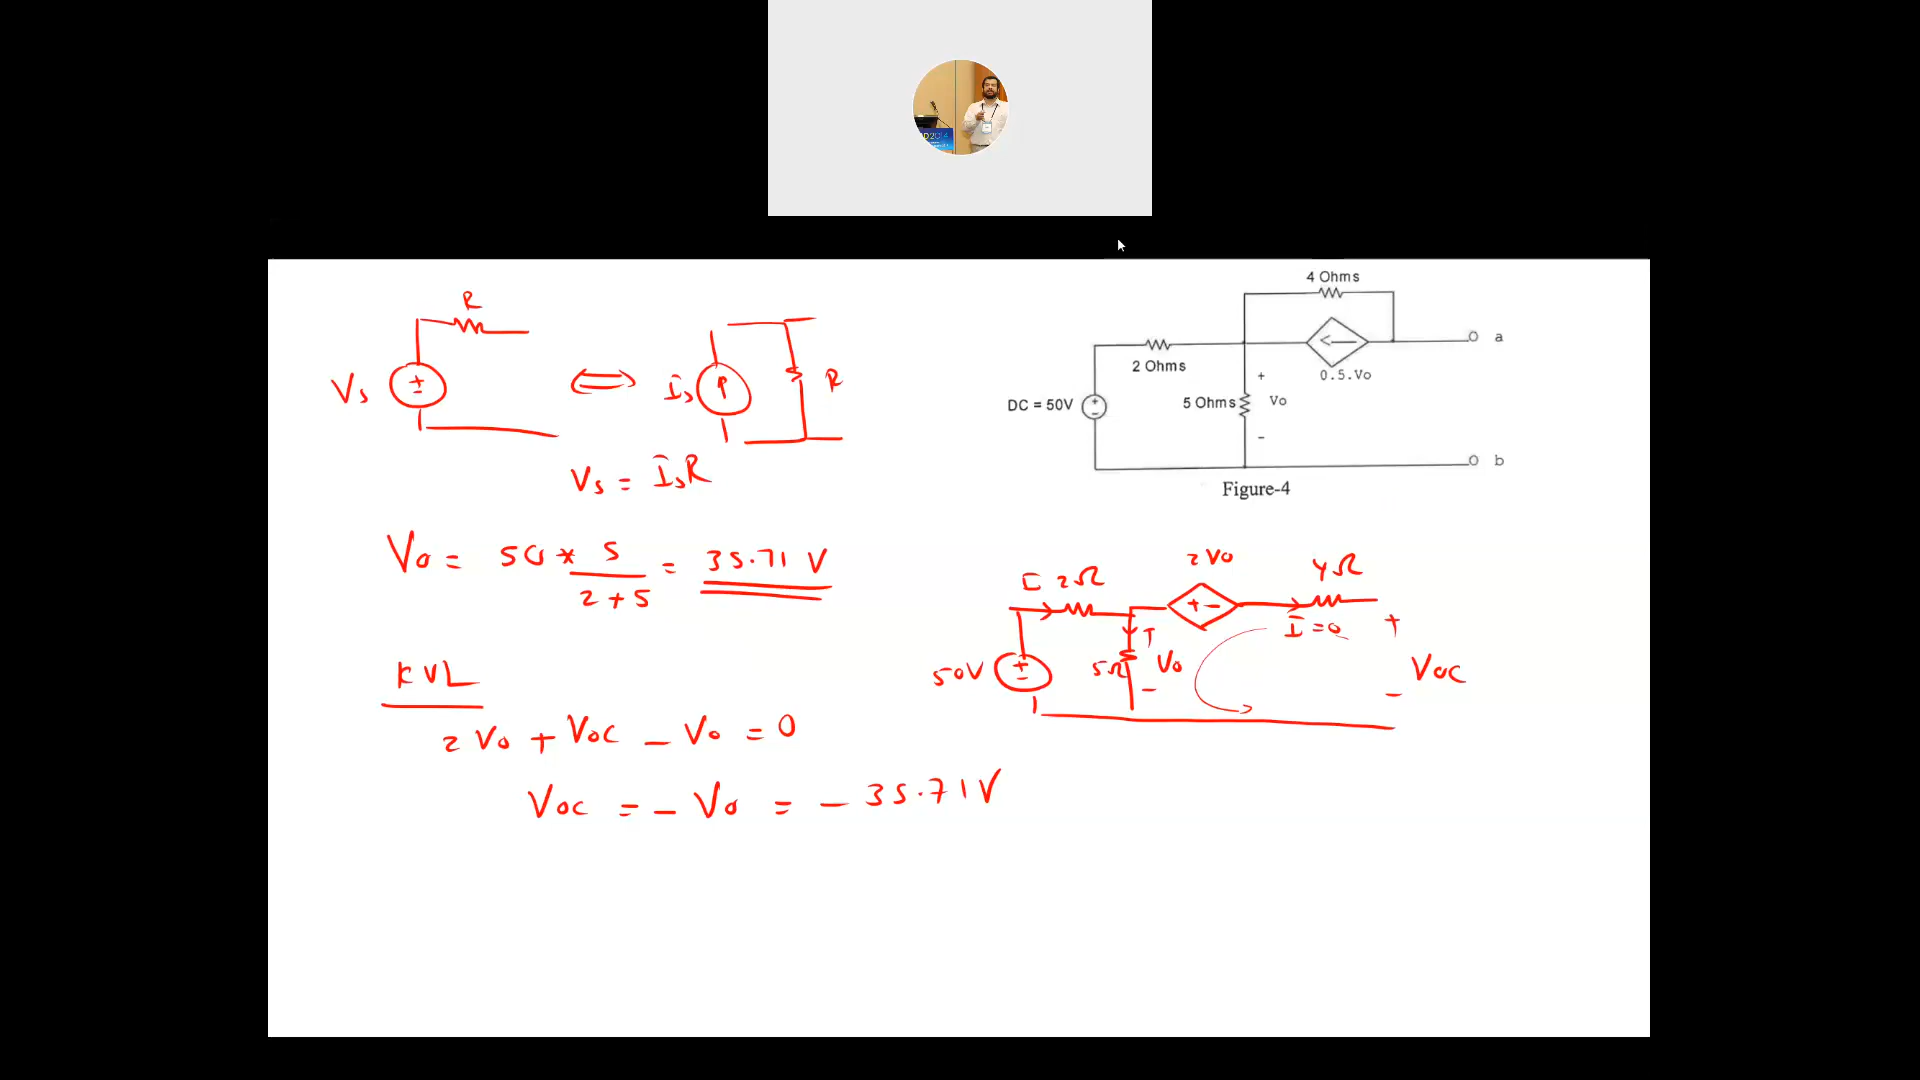 D2014
R
Vs
+
-
⟺
Is
↑
R
Vs = IsR
4 Ohms
a
2 Ohms
0.5.Vo
+
5 Ohms
Vo
-
DC = 50V
+
-
b
Figure-4
Vo = 50 * 5 / 2 + 5 = 35.71 V
KVL
2 Vo + Voc - Vo = 0
Voc = - Vo = - 35.71 V
2 Vo
4Ω
I 2Ω
+ -
I = 0
+
50V
+
-
5Ω
Vo
-
Voc
-